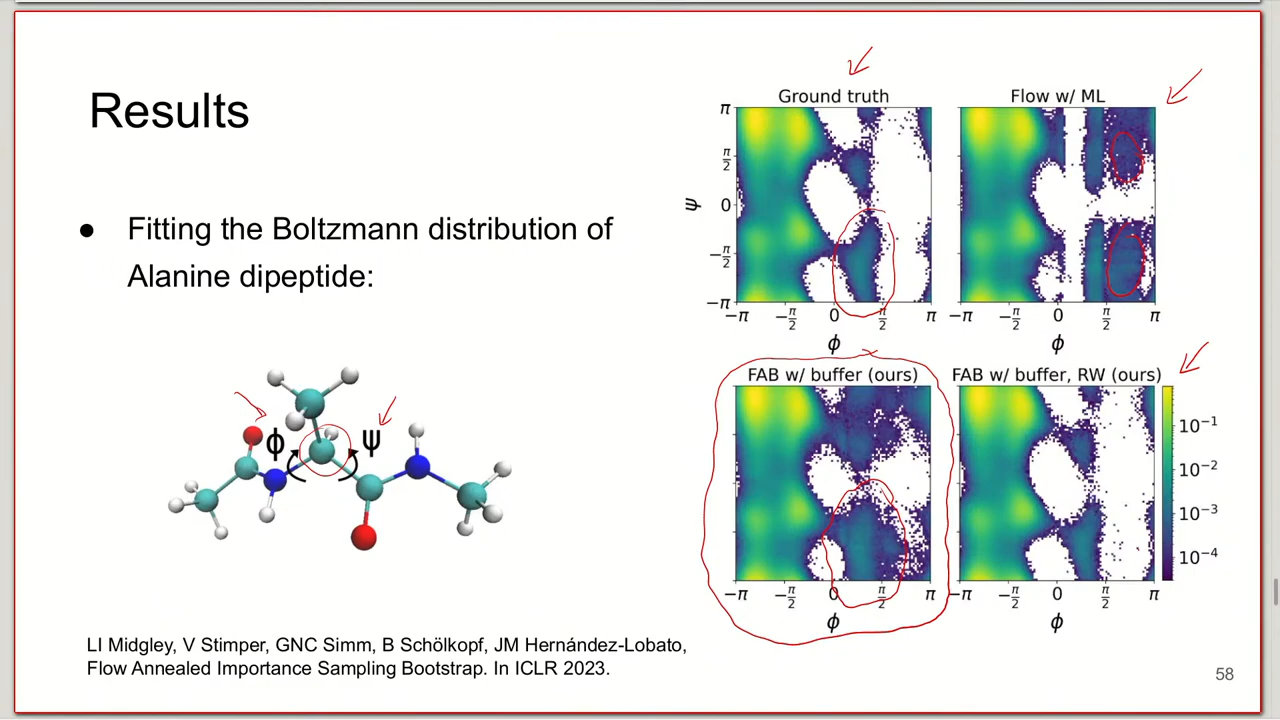 Results
● Fitting the Boltzmann distribution of
Alanine dipeptide:
ϕ ψ
LI Midgley, V Stimper, GNC Simm, B Schölkopf, JM Hernández-Lobato,
Flow Annealed Importance Sampling Bootstrap. In ICLR 2023.
Ground truth
π
π/2
0
−π/2
−π
ψ
−π −π/2 0 π/2 π
ϕ
Flow w/ ML
−π −π/2 0 π/2 π
ϕ
FAB w/ buffer (ours)
−π −π/2 0 π/2 π
ϕ
FAB w/ buffer, RW (ours)
−π −π/2 0 π/2 π
ϕ
10⁻¹
10⁻²
10⁻³
10⁻⁴
58